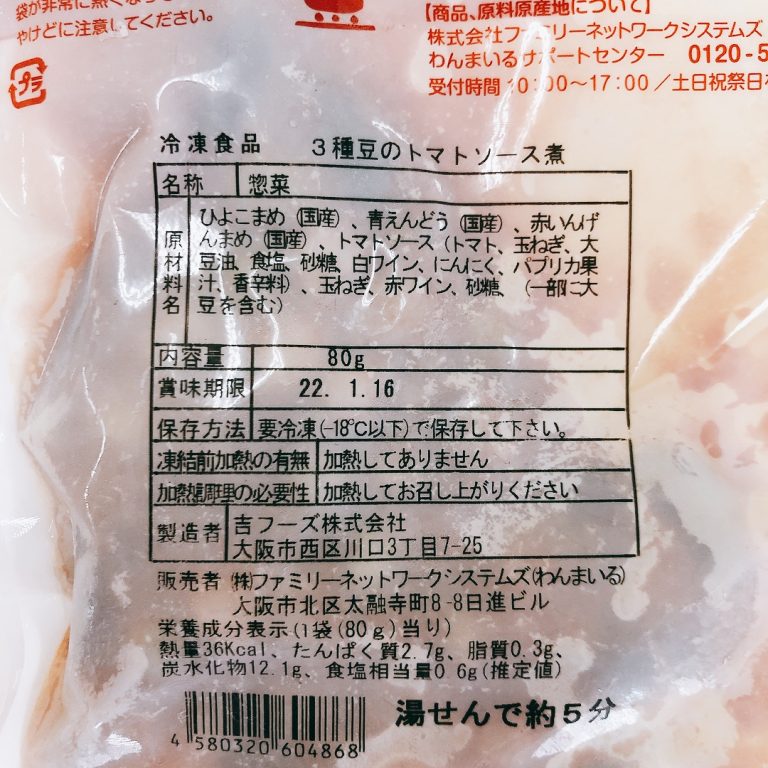 袋が非常に熱くなっ
やけどに注意してください。
プラ
【商品、原料原産地について】
株式会社ファミリーネットワークシステムズ
わんまいるサポートセンター 0120-5
受付時間 10:00～17:00／土日祝祭日
冷凍食品 3種豆のトマトソース煮
名称 惣菜
原材料名 ひよこまめ(国産)、青えんどう(国産)、赤いんげ
んまめ(国産)、トマトソース(トマト、玉ねぎ、大
豆油、食塩、砂糖、白ワイン、にんにく、パプリカ果
汁、香辛料)、玉ねぎ、赤ワイン、砂糖、(一部に大
豆を含む)
内容量 80g
賞味期限 22. 1.16
保存方法 要冷凍(-18℃以下)で保存して下さい。
凍結前加熱の有無 加熱してありません
加熱調理の必要性 加熱してお召し上がりください
製造者 吉フーズ株式会社
大阪市西区川口3丁目7-25
販売者 ㈱ファミリーネットワークシステムズ(わんまいる)
大阪市北区太融寺町8-8日進ビル
栄養成分表示(1袋(80g)当り)
熱量36Kcal、たんぱく質2.7g、脂質0.3g、
炭水化物12.1g、食塩相当量0.6g(推定値)
湯せんで約5分
4 580320 604868